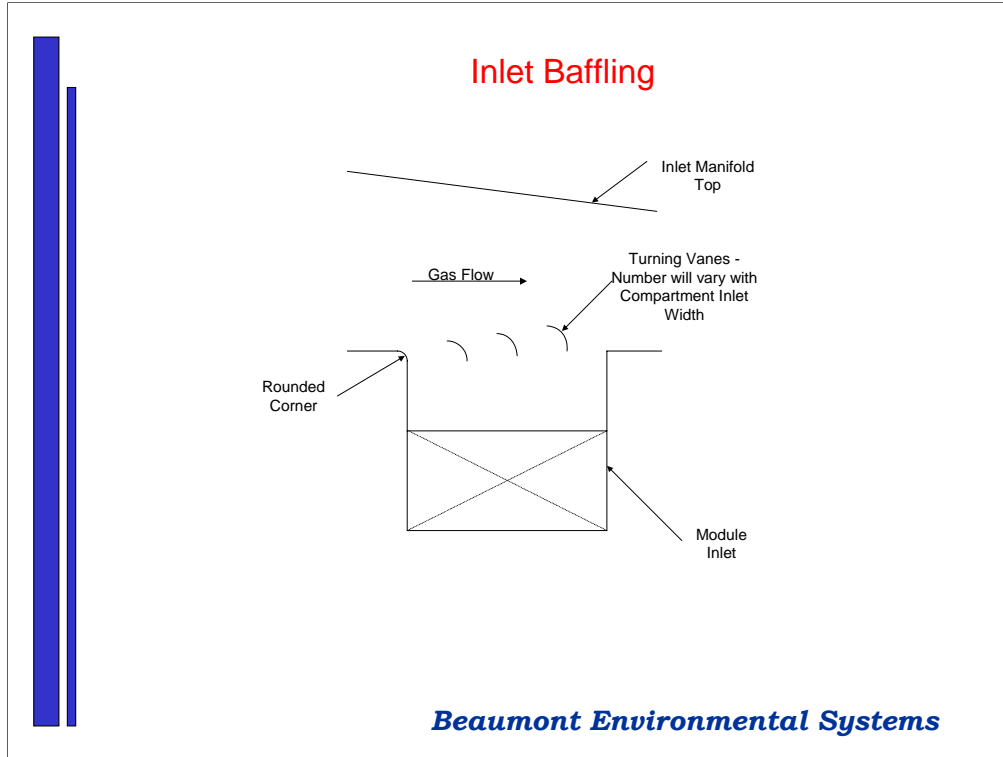 Inlet Baffling
Inlet Manifold
Top
Gas Flow
Turning Vanes -
Number will vary with
Compartment Inlet
Width
Rounded
Corner
Module
Inlet
Beaumont Environmental Systems